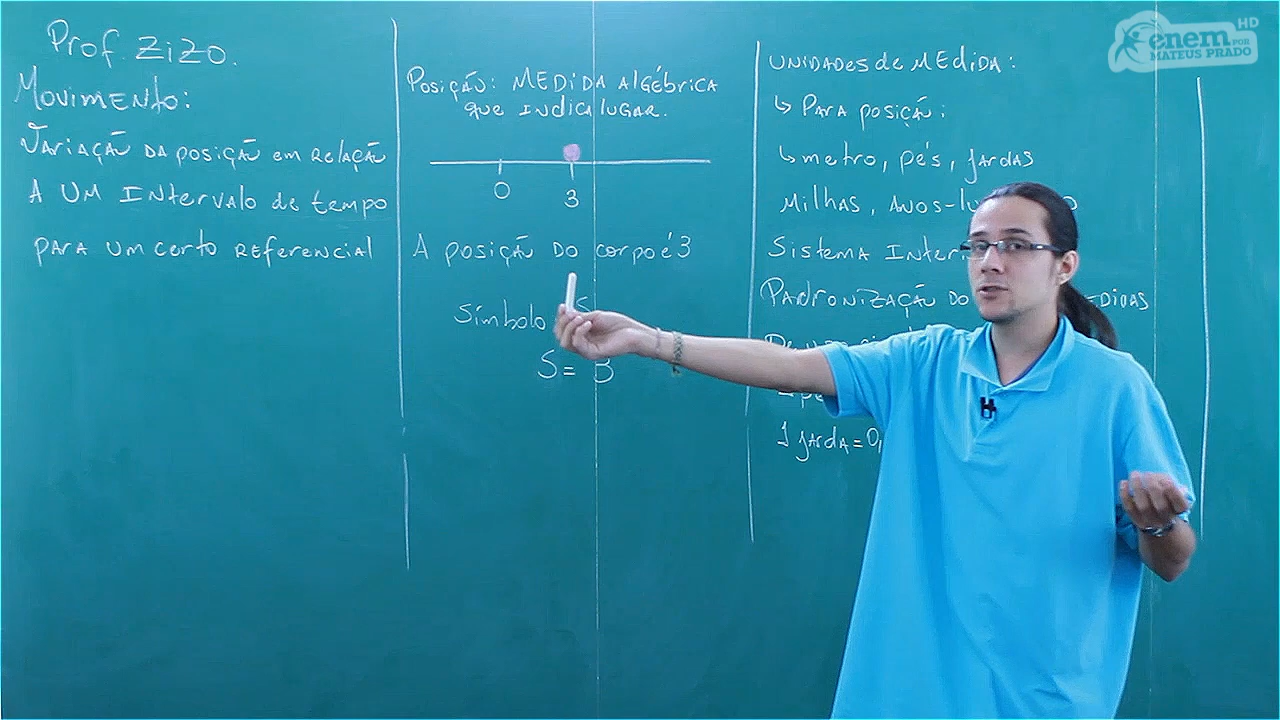 Prof. Zizo.
Movimento:
Variação da posição em relação
a um intervalo de tempo
para um certo referencial
Posição: Medida algébrica
que indica lugar.
0 3
A posição do corpo é 3
Símbolo S
S = 3
Unidades de medida:
↳ Para posição:
↳ metro, pés, jardas
milhas, anos-lu
Sistema Inter
Padronização do
1 jarda = 0,
enem HD
POR
MATEUS PRADO